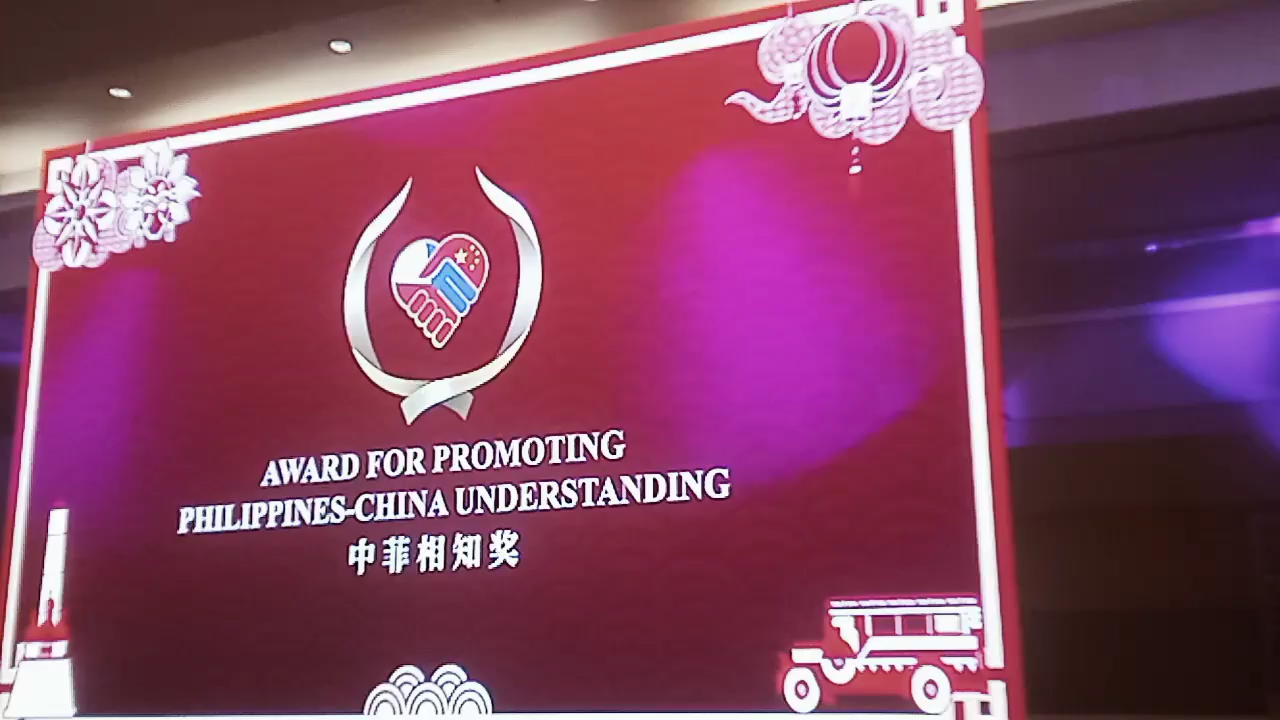 AWARD FOR PROMOTING
PHILIPPINES-CHINA UNDERSTANDING
中菲相知奖